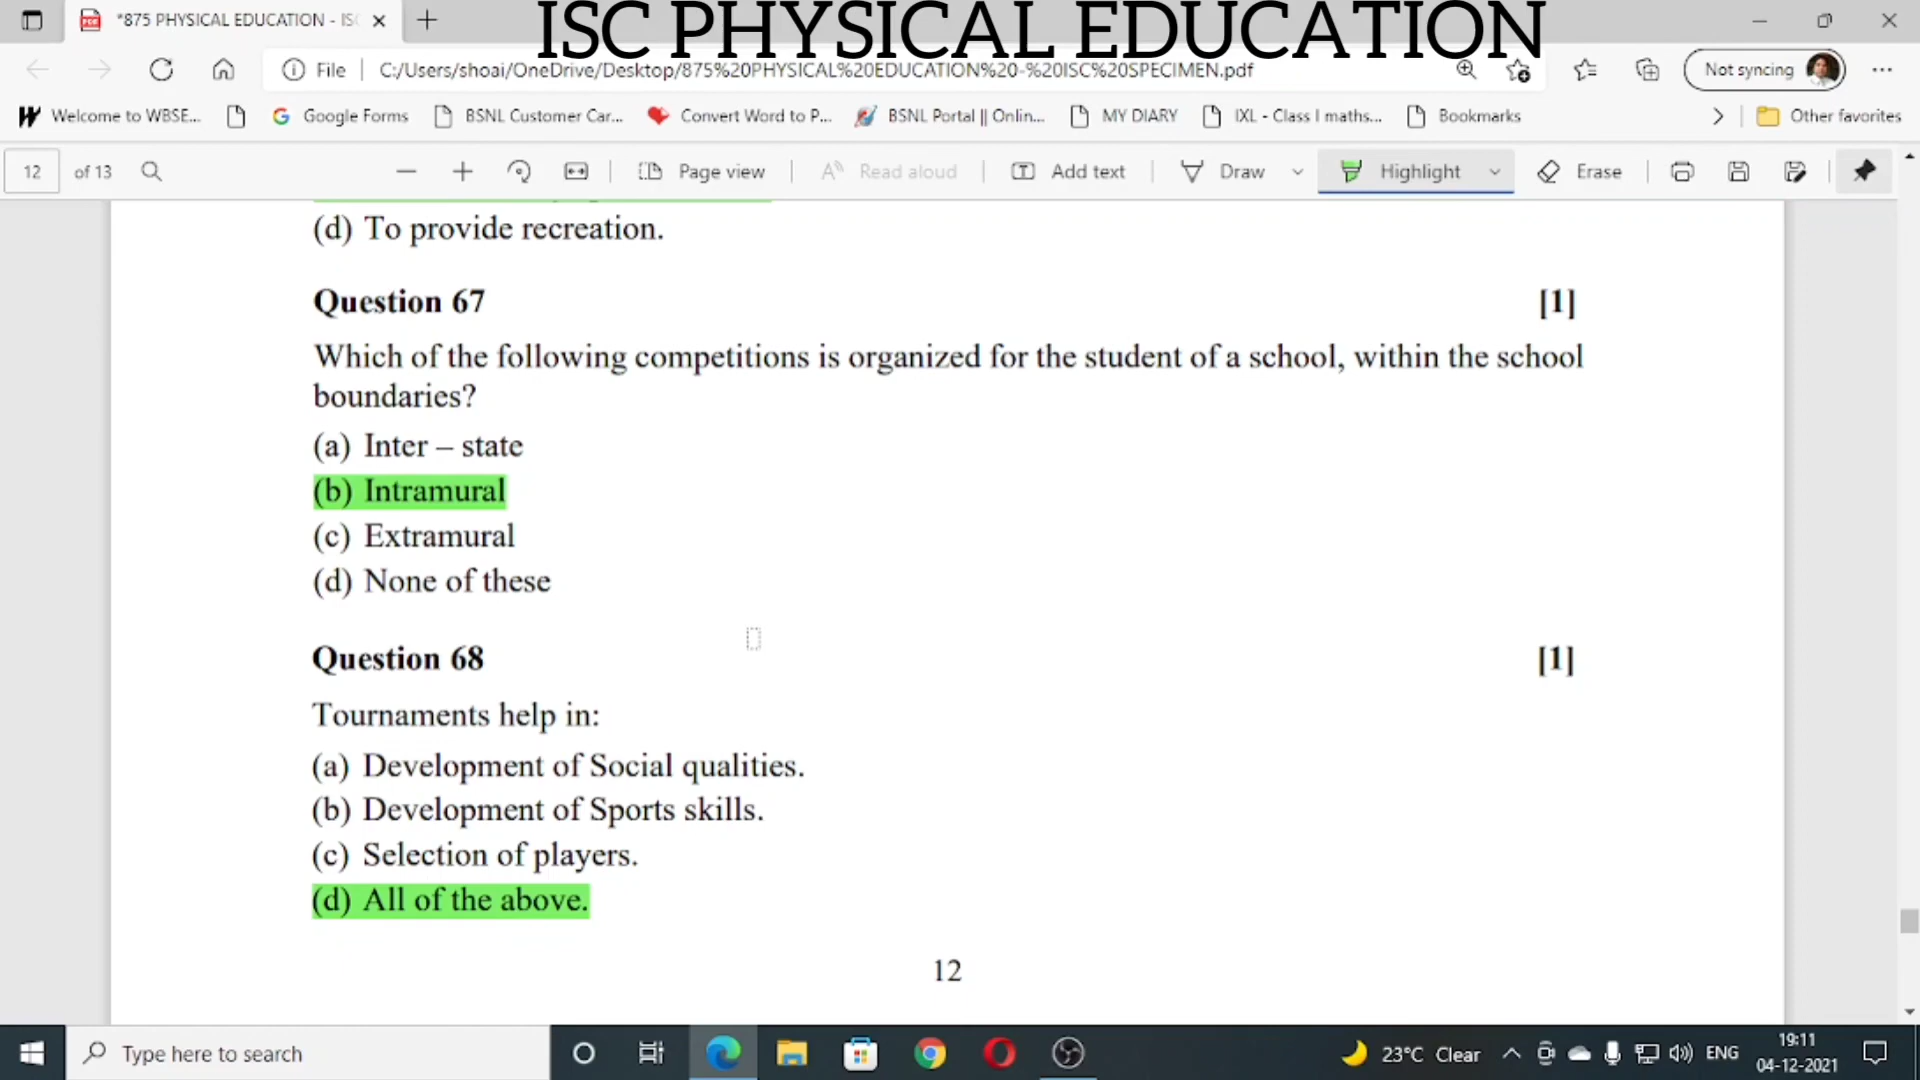 *875 PHYSICAL EDUCATION - ISC
ISC PHYSICAL EDUCATION
File
C:/Users/shoai/OneDrive/Desktop/875%20PHYSICAL%20EDUCATION%20-%20ISC%20SPECIMEN.pdf
Not syncing
Welcome to WBSE... Google Forms BSNL Customer Car... Convert Word to P... BSNL Portal || Onlin... MY DIARY IXL - Class I maths... Bookmarks Other favorites
12 of 13 Page view Read aloud Add text Draw Highlight Erase
(d) To provide recreation.
Question 67 [1]
Which of the following competitions is organized for the student of a school, within the school
boundaries?
(a) Inter – state
(b) Intramural
(c) Extramural
(d) None of these
Question 68 [1]
Tournaments help in:
(a) Development of Social qualities.
(b) Development of Sports skills.
(c) Selection of players.
(d) All of the above.
12
Type here to search
23°C Clear
ENG
19:11
04-12-2021